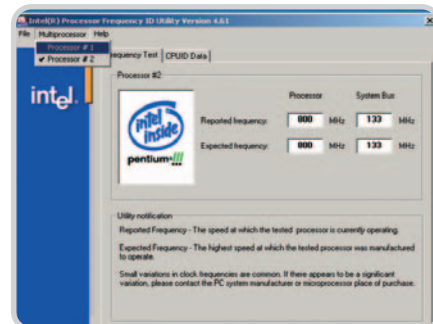 Intel(R) Processor Frequency ID Utility Version 4.61
File Multiprocessor Help
Processor # 1
✔ Processor # 2
requency Test CPUID Data
Processor #2
intel.
Processor System Bus
intel inside
pentium III
Reported frequency: 800 MHz 133 MHz
Expected frequency: 800 MHz 133 MHz
Utility notification
Reported Frequency - The speed at which the tested processor is currently operating.
Expected Frequency - The highest speed at which the tested processor was manufactured
to operate.
Small variations in clock frequencies are common. If there appears to be a significant
variation, please contact the PC system manufacturer or microprocessor place of purchase.